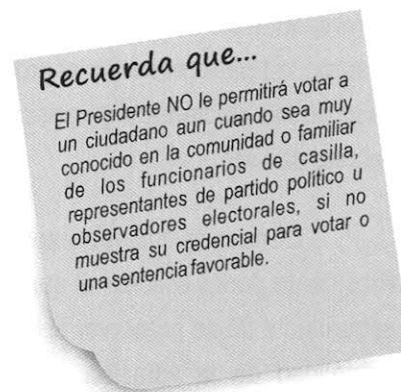 Recuerda que...
El Presidente NO le permitirá votar a
un ciudadano aun cuando sea muy
conocido en la comunidad o familiar
de los funcionarios de casilla,
representantes de partido político u
observadores electorales, si no
muestra su credencial para votar o
una sentencia favorable.